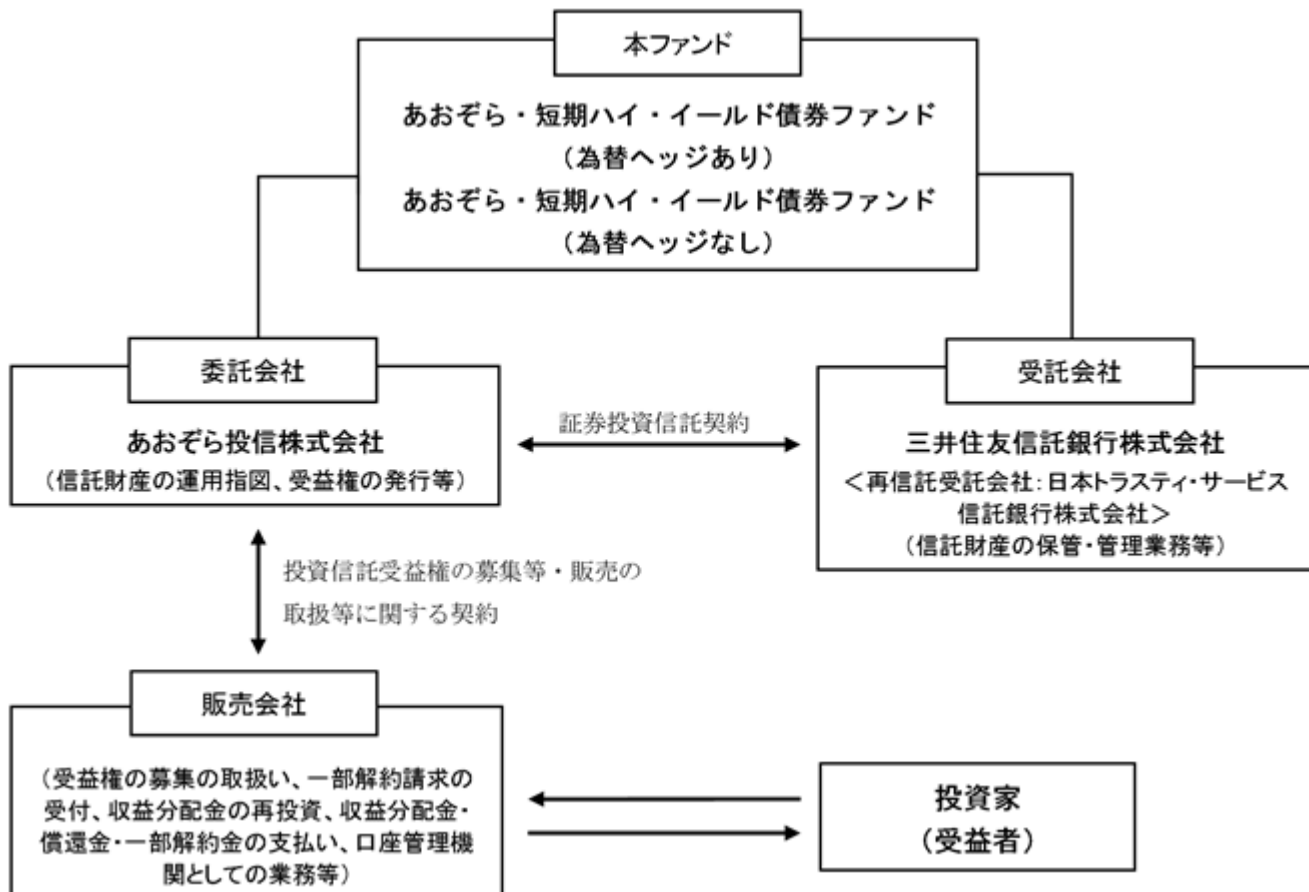 本ファンド
あおぞら・短期ハイ・イールド債券ファンド
（為替ヘッジあり）
あおぞら・短期ハイ・イールド債券ファンド
（為替ヘッジなし）
委託会社
あおぞら投信株式会社
（信託財産の運用指図、受益権の発行等）
証券投資信託契約
受託会社
三井住友信託銀行株式会社
＜再信託受託会社：日本トラスティ・サービス
信託銀行株式会社＞
（信託財産の保管・管理業務等）
投資信託受益権の募集等・販売の
取扱等に関する契約
販売会社
（受益権の募集の取扱い、一部解約請求の
受付、収益分配金の再投資、収益分配金・
償還金・一部解約金の支払い、口座管理機
関としての業務等）
投資家
（受益者）